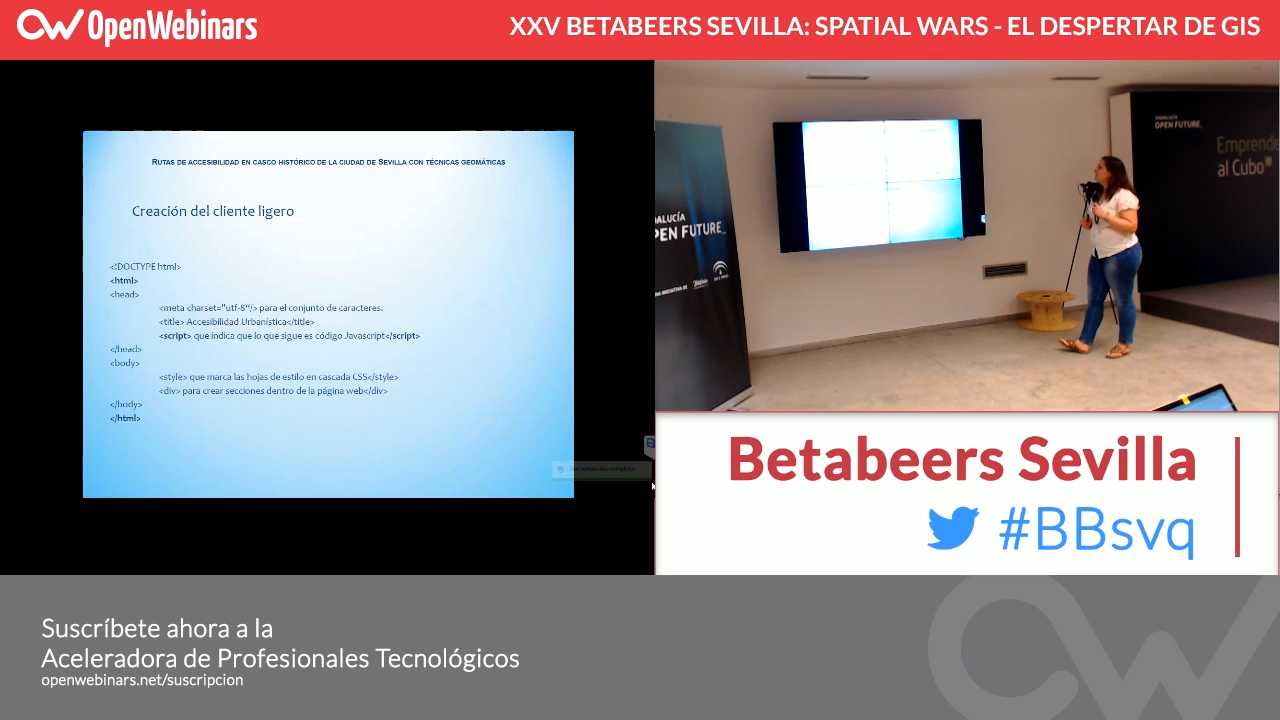 OpenWebinars
XXV BETABEERS SEVILLA: SPATIAL WARS - EL DESPERTAR DE GIS
RUTAS DE ACCESIBILIDAD EN CASCO HISTÓRICO DE LA CIUDAD DE SEVILLA CON TÉCNICAS GEOMÁTICAS
Creación del cliente ligero
<!DOCTYPE html>
<html>
<head>
<meta charset="utf-8"/> para el conjunto de caracteres.
<title> Accesibilidad Urbanística</title>
<script> que indica que lo que sigue es código Javascript</script>
</head>
<body>
<style> que marca las hojas de estilo en cascada CSS</style>
<div> para crear secciones dentro de la página web</div>
</body>
</html>
ANDALUCÍA
OPEN FUTURE_
Emprende
al Cubo
DALUCÍA
PEN FUTURE_
Betabeers Sevilla
#BBsvq
Suscríbete ahora a la
Aceleradora de Profesionales Tecnológicos
openwebinars.net/suscripcion